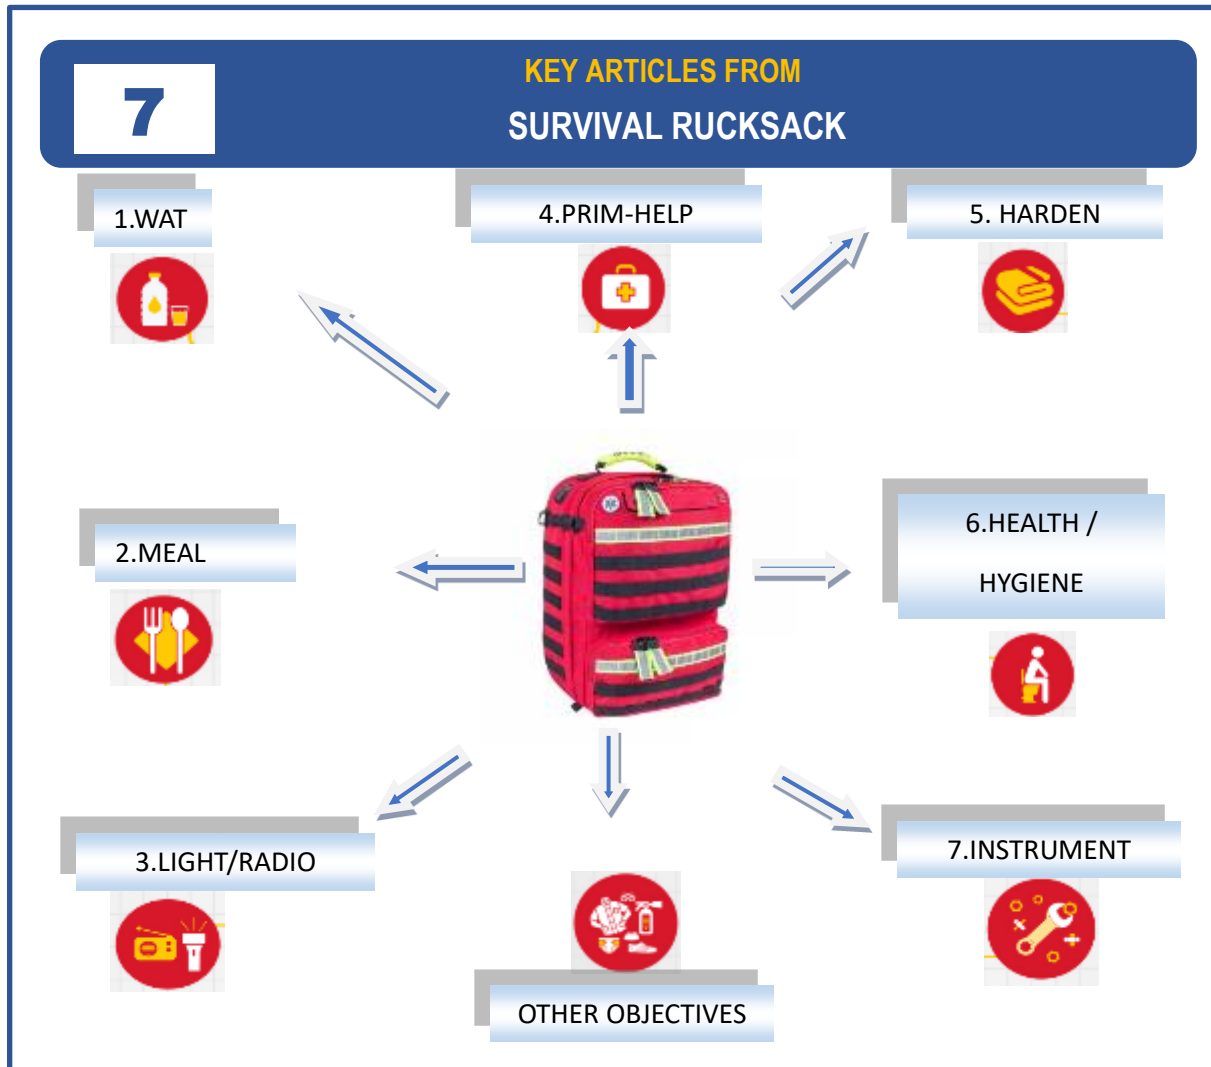 7
KEY ARTICLES FROM
SURVIVAL RUCKSACK
1.WAT
4.PRIM-HELP
5. HARDEN
2.MEAL
6.HEALTH /
HYGIENE
3.LIGHT/RADIO
7.INSTRUMENT
OTHER OBJECTIVES